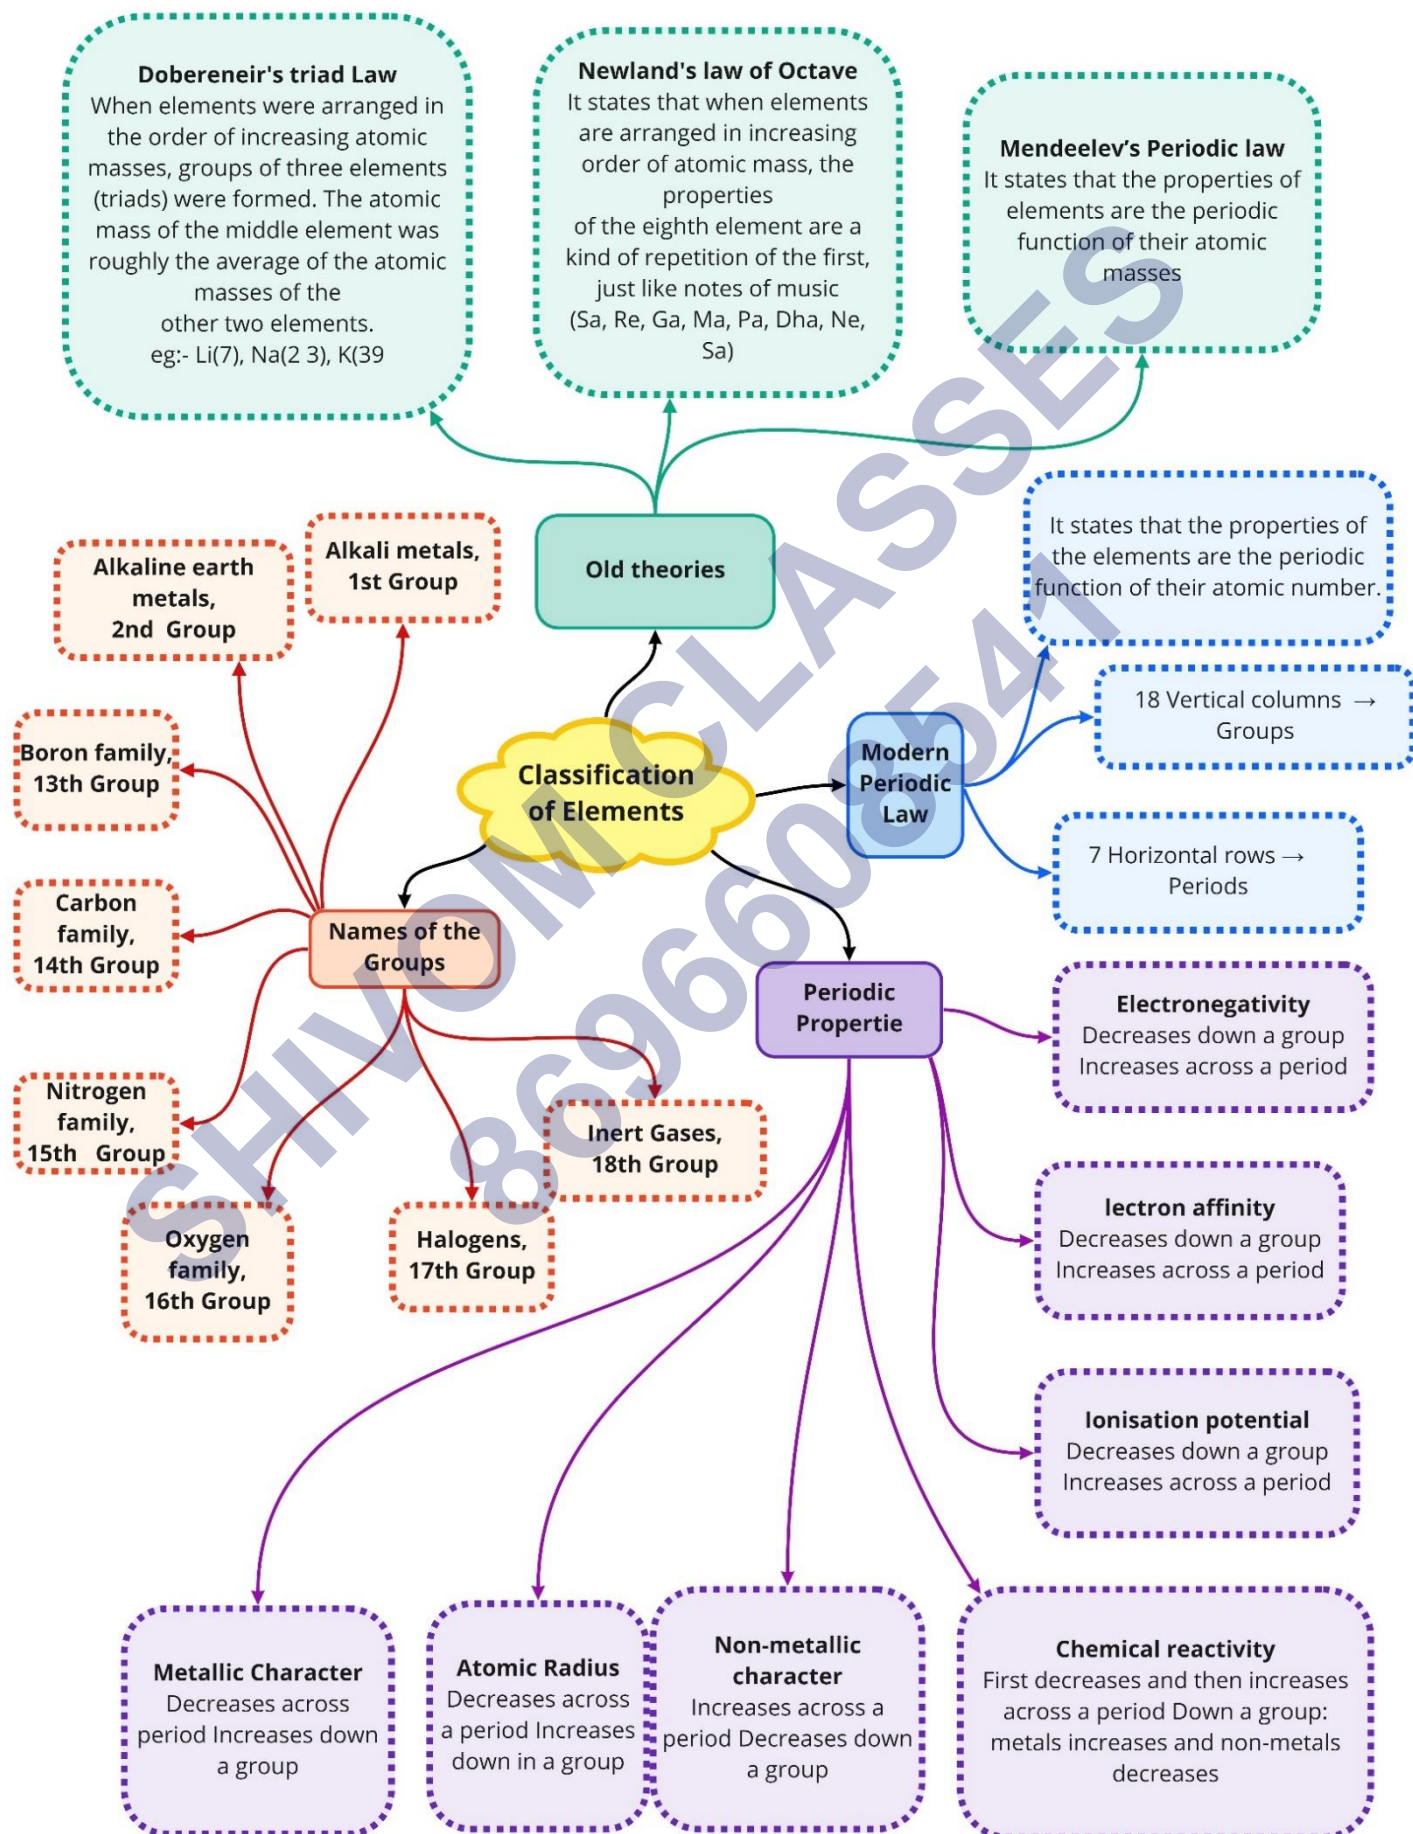 Dobereneir's triad Law
When elements were arranged in
the order of increasing atomic
masses, groups of three elements
(triads) were formed. The atomic
mass of the middle element was
roughly the average of the atomic
masses of the
other two elements.
eg:- Li(7), Na(2 3), K(39
Newland's law of Octave
It states that when elements
are arranged in increasing
order of atomic mass, the
properties
of the eighth element are a
kind of repetition of the first,
just like notes of music
(Sa, Re, Ga, Ma, Pa, Dha, Ne,
Sa)
Mendeelev’s Periodic law
It states that the properties of
elements are the periodic
function of their atomic
masses
Old theories
It states that the properties of
the elements are the periodic
function of their atomic number.
18 Vertical columns →
Groups
Modern
Periodic
Law
7 Horizontal rows →
Periods
Classification
of Elements
Alkali metals,
1st Group
Alkaline earth
metals,
2nd Group
Boron family,
13th Group
Carbon
family,
14th Group
Names of the
Groups
Nitrogen
family,
15th Group
Oxygen
family,
16th Group
Halogens,
17th Group
Inert Gases,
18th Group
Periodic
Propertie
Electronegativity
Decreases down a group
Increases across a period
lectron affinity
Decreases down a group
Increases across a period
Ionisation potential
Decreases down a group
Increases across a period
Metallic Character
Decreases across
period Increases down
a group
Atomic Radius
Decreases across
a period Increases
down in a group
Non-metallic
character
Increases across a
period Decreases down
a group
Chemical reactivity
First decreases and then increases
across a period Down a group:
metals increases and non-metals
decreases
SHIVOM CLASSES
8696608541